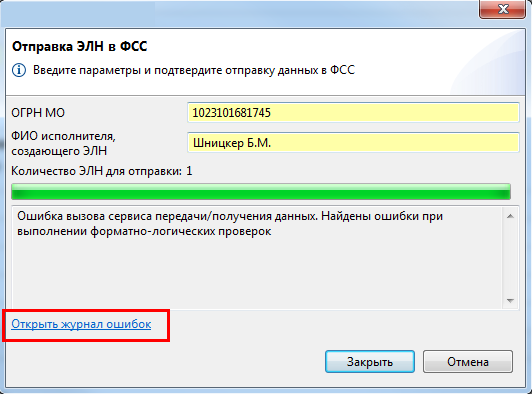 Отправка ЭЛН в ФСС
Введите параметры и подтвердите отправку данных в ФСС
ОГРН МО
1023101681745
ФИО исполнителя,
создающего ЭЛН
Шницкер Б.М.
Количество ЭЛН для отправки: 1
Ошибка вызова сервиса передачи/получения данных. Найдены ошибки при
выполнении форматно-логических проверок
Открыть журнал ошибок
Закрыть
Отмена